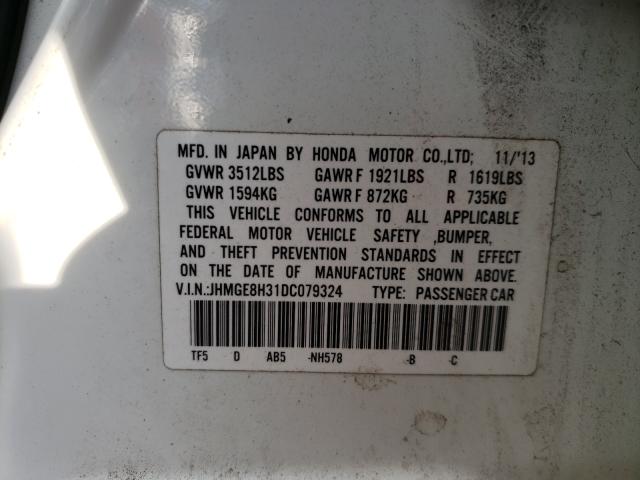 MFD. IN JAPAN BY HONDA MOTOR CO.,LTD; 11/'13
GVWR 3512LBS GAWR F 1921LBS R 1619LBS
GVWR 1594KG GAWR F 872KG R 735KG
THIS VEHICLE CONFORMS TO ALL APPLICABLE
FEDERAL MOTOR VEHICLE SAFETY ,BUMPER,
AND THEFT PREVENTION STANDARDS IN EFFECT
ON THE DATE OF MANUFACTURE SHOWN ABOVE.
V.I.N.:JHMGE8H31DC079324 TYPE: PASSENGER CAR
TF5 D AB5 -NH578 -B -C